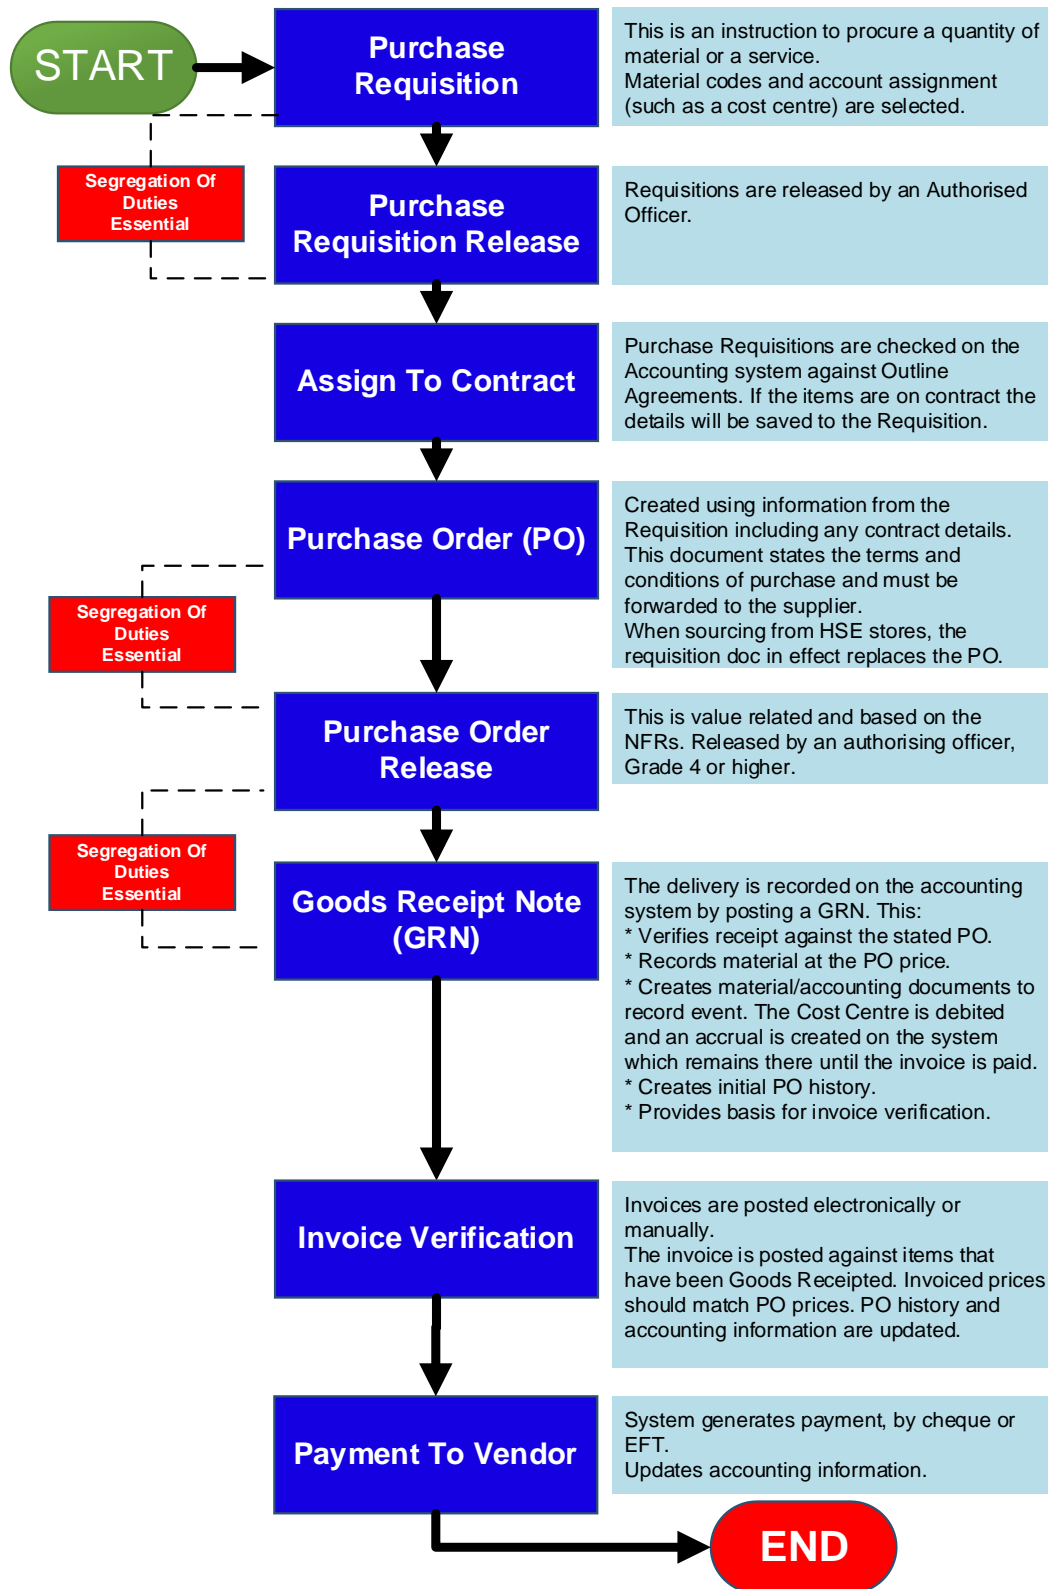 START
Purchase
Requisition
This is an instruction to procure a quantity of
material or a service.
Material codes and account assignment
(such as a cost centre) are selected.
Segregation Of
Duties
Essential
Purchase
Requisition Release
Requisitions are released by an Authorised
Officer.
Assign To Contract
Purchase Requisitions are checked on the
Accounting system against Outline
Agreements. If the items are on contract the
details will be saved to the Requisition.
Purchase Order (PO)
Created using information from the
Requisition including any contract details.
This document states the terms and
conditions of purchase and must be
forwarded to the supplier.
When sourcing from HSE stores, the
requisition doc in effect replaces the PO.
Segregation Of
Duties
Essential
Purchase Order
Release
This is value related and based on the
NFRs. Released by an authorising officer,
Grade 4 or higher.
Segregation Of
Duties
Essential
Goods Receipt Note
(GRN)
The delivery is recorded on the accounting
system by posting a GRN. This:
* Verifies receipt against the stated PO.
* Records material at the PO price.
* Creates material/accounting documents to
record event. The Cost Centre is debited
and an accrual is created on the system
which remains there until the invoice is paid.
* Creates initial PO history.
* Provides basis for invoice verification.
Invoice Verification
Invoices are posted electronically or
manually.
The invoice is posted against items that
have been Goods Receipted. Invoiced prices
should match PO prices. PO history and
accounting information are updated.
Payment To Vendor
System generates payment, by cheque or
EFT.
Updates accounting information.
END